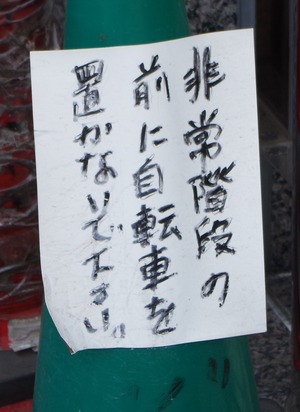 非常階段の
前に自転車を
置かないで下さい。